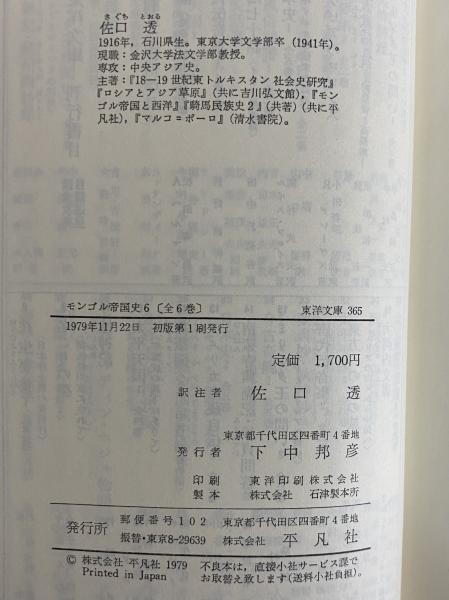 さぐち とおる
佐口 透
1916年，石川県生。東京大学文学部卒（1941年）。
現職：金沢大学法文学部教授。
専攻：中央アジア史。
主著：『18―19世紀東トルキスタン 社会史研究』
『ロシアとアジア草原』（共に吉川弘文館），『モン
ゴル帝国と西洋』『騎馬民族史2』（共著）（共に平
凡社），『マルコ＝ポーロ』（清水書院）。
モンゴル帝国史6〔全6巻〕 東洋文庫 365
1979年11月22日 初版第1刷発行
定価 1,700円
訳注者 佐口 透
東京都千代田区四番町4番地
発行者 下中邦彦
印刷 東洋印刷株式会社
製本 株式会社 石津製本所
発行所 郵便番号102 東京都千代田区四番町4番地
振替・東京8-29639 株式会社 平凡社
© 株式会社 平凡社 1979 不良本は，直接小社サービス課で
Printed in Japan お取替え致します（送料小社負担）。